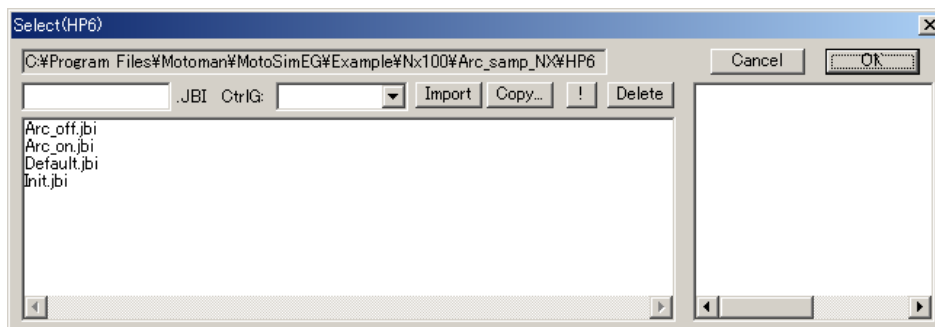 Select(HP6)
C:¥Program Files¥Motoman¥MotoSimEG¥Example¥Nx100¥Arc_samp_NX¥HP6
Cancel
OK
.JBI CtrlG:
Import
Copy...
!
Delete
Arc_off.jbi
Arc_on.jbi
Default.jbi
Init.jbi